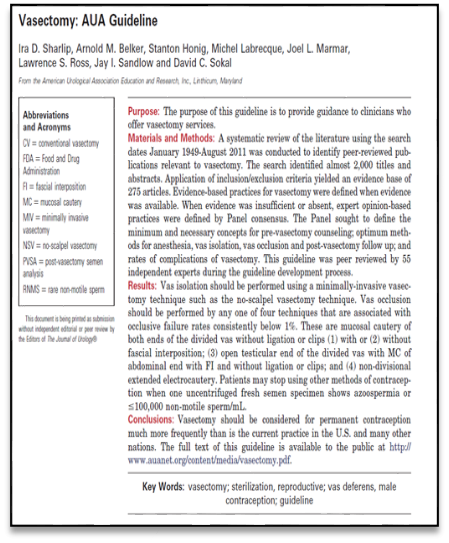 Vasectomy: AUA Guideline
Ira D. Sharlip, Arnold M. Belker, Stanton Honig, Michel Labrecque, Joel L. Marmar,
Lawrence S. Ross, Jay I. Sandlow and David C. Sokal
From the American Urological Association Education and Research, Inc., Linthicum, Maryland
Abbreviations
and Acronyms
CV = conventional vasectomy
FDA = Food and Drug
Administration
FI = fascial interposition
MC = mucosal cautery
MIV = minimally invasive
vasectomy
NSV = no-scalpel vasectomy
PVSA = post-vasectomy semen
analysis
RNMS = rare non-motile sperm
This document is being printed as submission
without independent editorial or peer review by
the Editors of The Journal of Urology®
Purpose: The purpose of this guideline is to provide guidance to clinicians who
offer vasectomy services.
Materials and Methods: A systematic review of the literature using the search
dates January 1949-August 2011 was conducted to identify peer-reviewed pub-
lications relevant to vasectomy. The search identified almost 2,000 titles and
abstracts. Application of inclusion/exclusion criteria yielded an evidence base of
275 articles. Evidence-based practices for vasectomy were defined when evidence
was available. When evidence was insufficient or absent, expert opinion-based
practices were defined by Panel consensus. The Panel sought to define the
minimum and necessary concepts for pre-vasectomy counseling; optimum meth-
ods for anesthesia, vas isolation, vas occlusion and post-vasectomy follow up; and
rates of complications of vasectomy. This guideline was peer reviewed by 55
independent experts during the guideline development process.
Results: Vas isolation should be performed using a minimally-invasive vasec-
tomy technique such as the no-scalpel vasectomy technique. Vas occlusion
should be performed by any one of four techniques that are associated with
occlusive failure rates consistently below 1%. These are mucosal cautery of
both ends of the divided vas without ligation or clips (1) with or (2) without
fascial interposition; (3) open testicular end of the divided vas with MC of
abdominal end with FI and without ligation or clips; and (4) non-divisional
extended electrocautery. Patients may stop using other methods of contracep-
tion when one uncentrifuged fresh semen specimen shows azoospermia or
≤100,000 non-motile sperm/mL.
Conclusions: Vasectomy should be considered for permanent contraception
much more frequently than is the current practice in the U.S. and many other
nations. The full text of this guideline is available to the public at http://
www.auanet.org/content/media/vasectomy.pdf.
Key Words: vasectomy; sterilization, reproductive; vas deferens, male
contraception; guideline